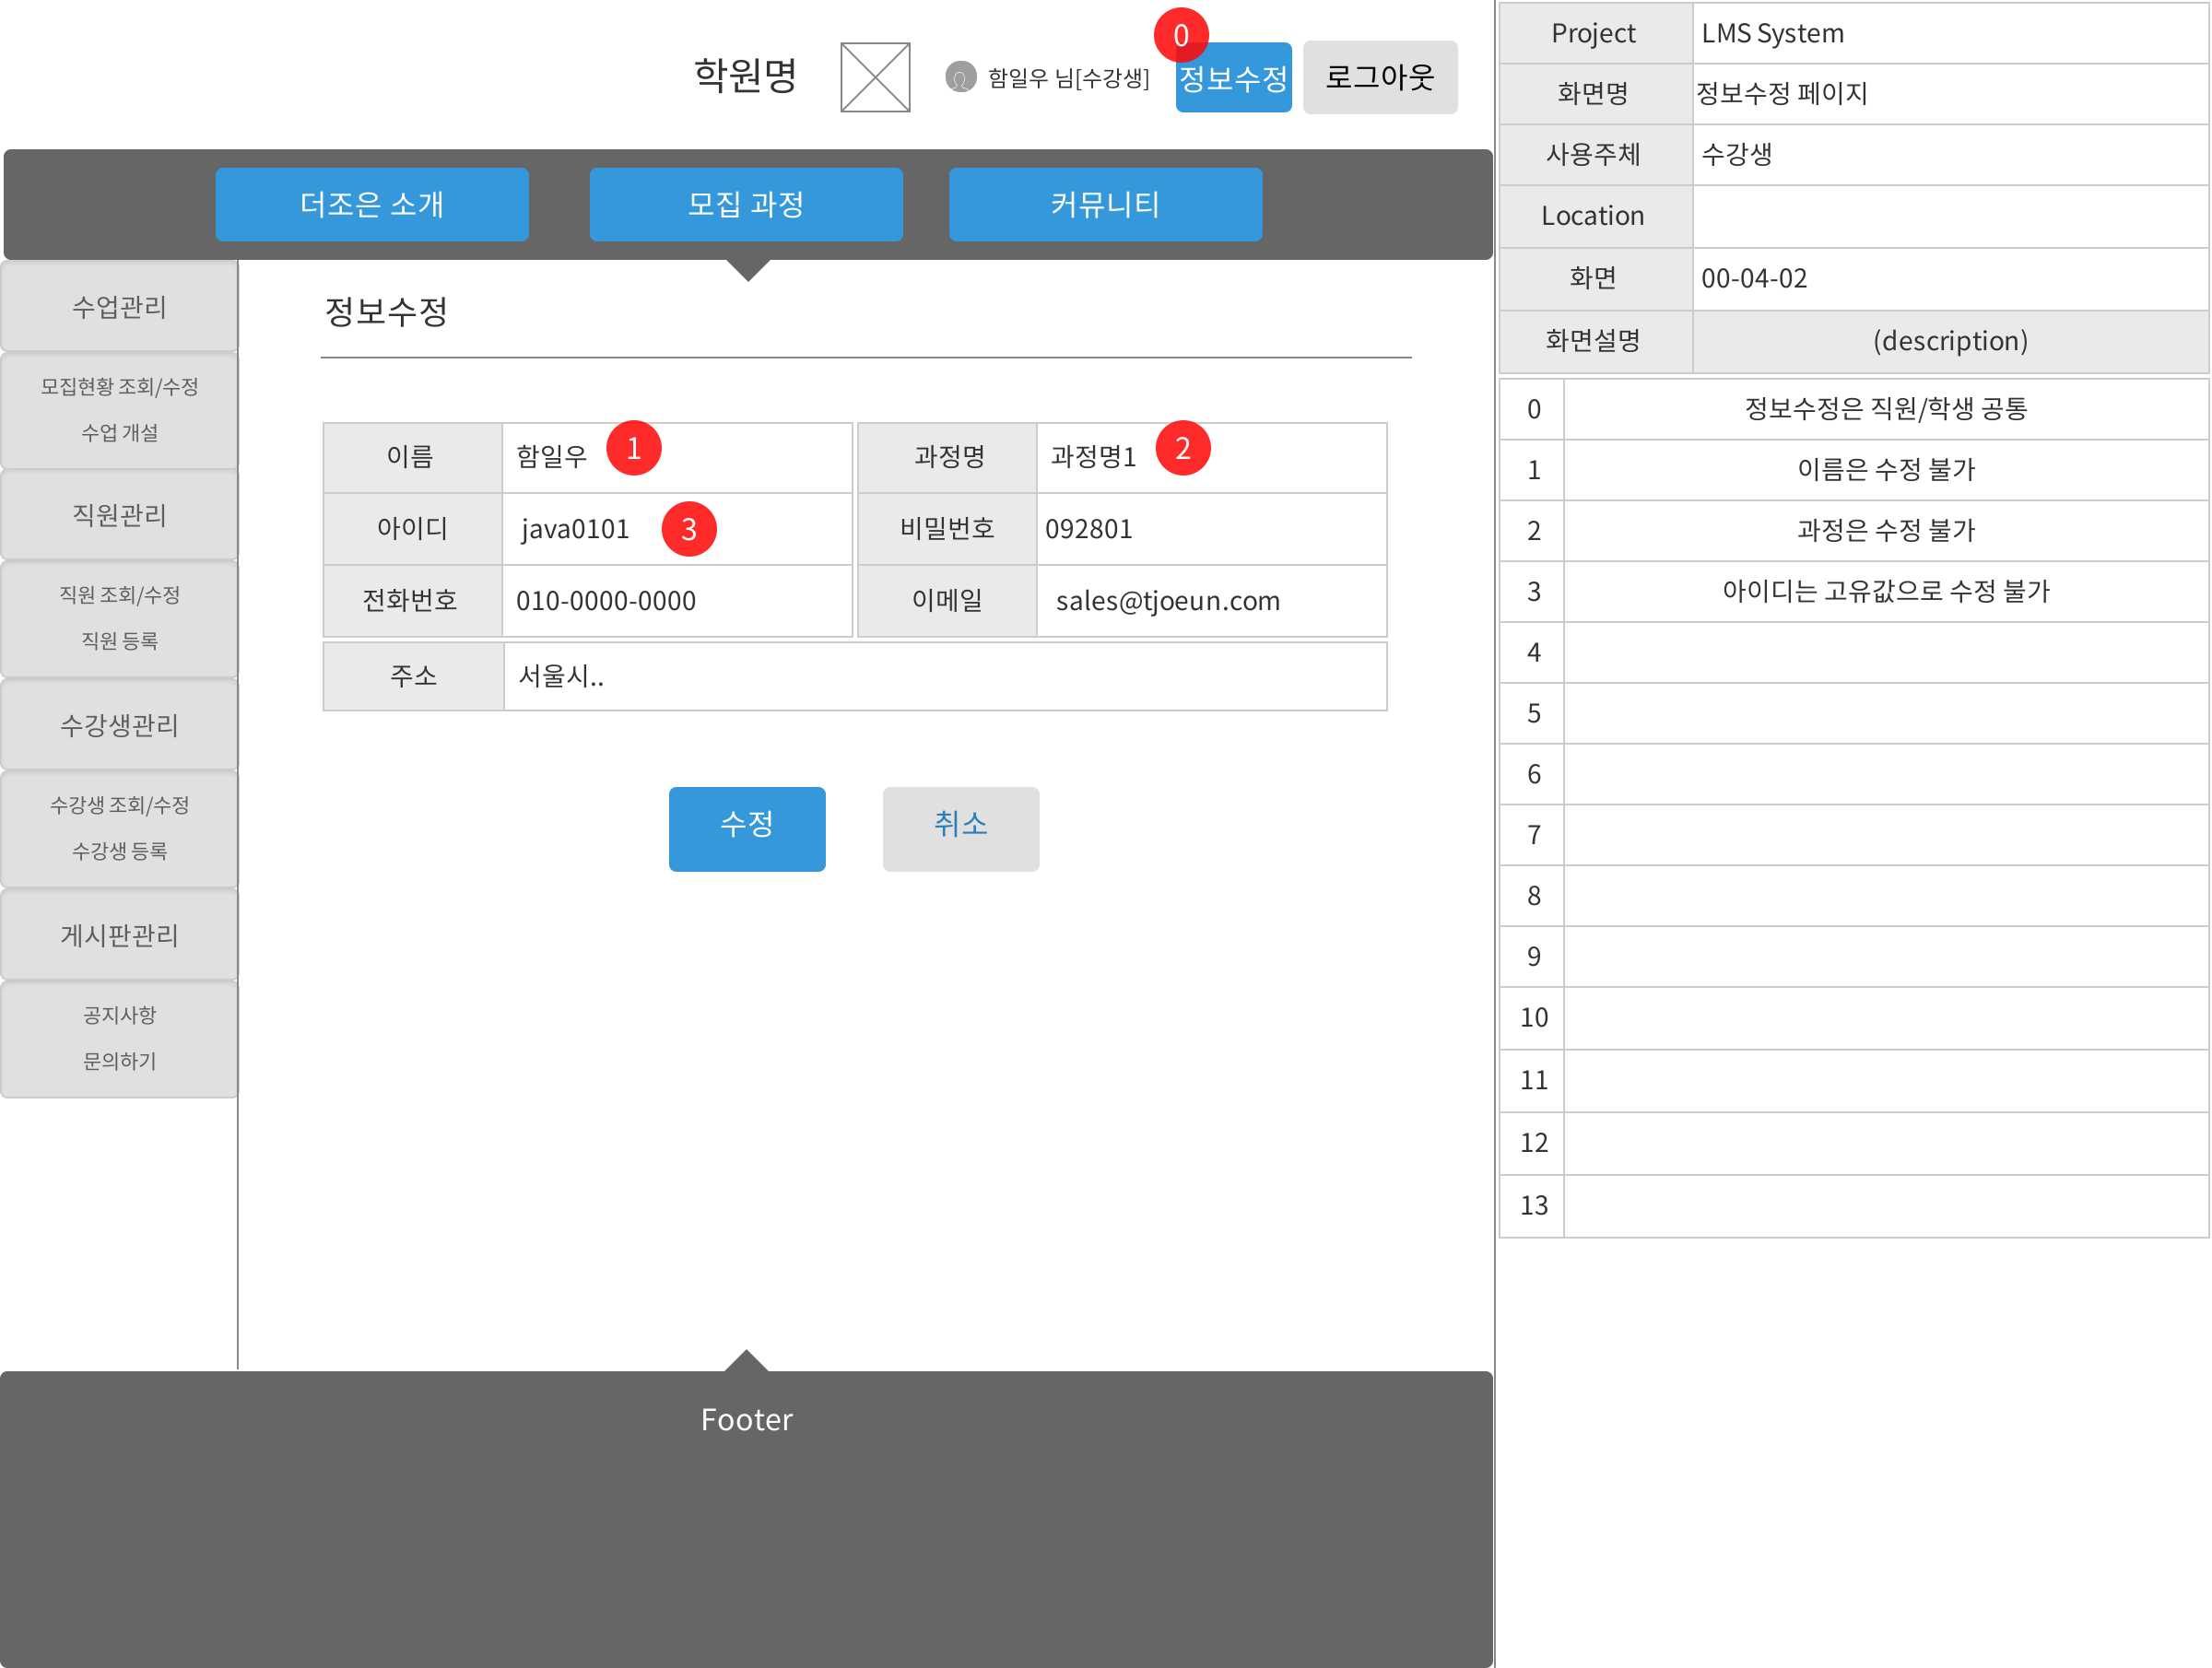 학원명
함일우 님[수강생]
0
정보수정
로그아웃
더조은 소개
모집 과정
커뮤니티
수업관리
모집현황 조회/수정
수업 개설
직원관리
직원 조회/수정
직원 등록
수강생관리
수강생 조회/수정
수강생 등록
게시판관리
공지사항
문의하기
정보수정
이름 함일우 1 과정명 과정명1 2
아이디 java0101 3 비밀번호 092801
전화번호 010-0000-0000 이메일 sales@tjoeun.com
주소 서울시..
수정
취소
Footer
Project LMS System
화면명 정보수정 페이지
사용주체 수강생
Location
화면 00-04-02
화면설명 (description)
0 정보수정은 직원/학생 공통
1 이름은 수정 불가
2 과정은 수정 불가
3 아이디는 고유값으로 수정 불가
4
5
6
7
8
9
10
11
12
13